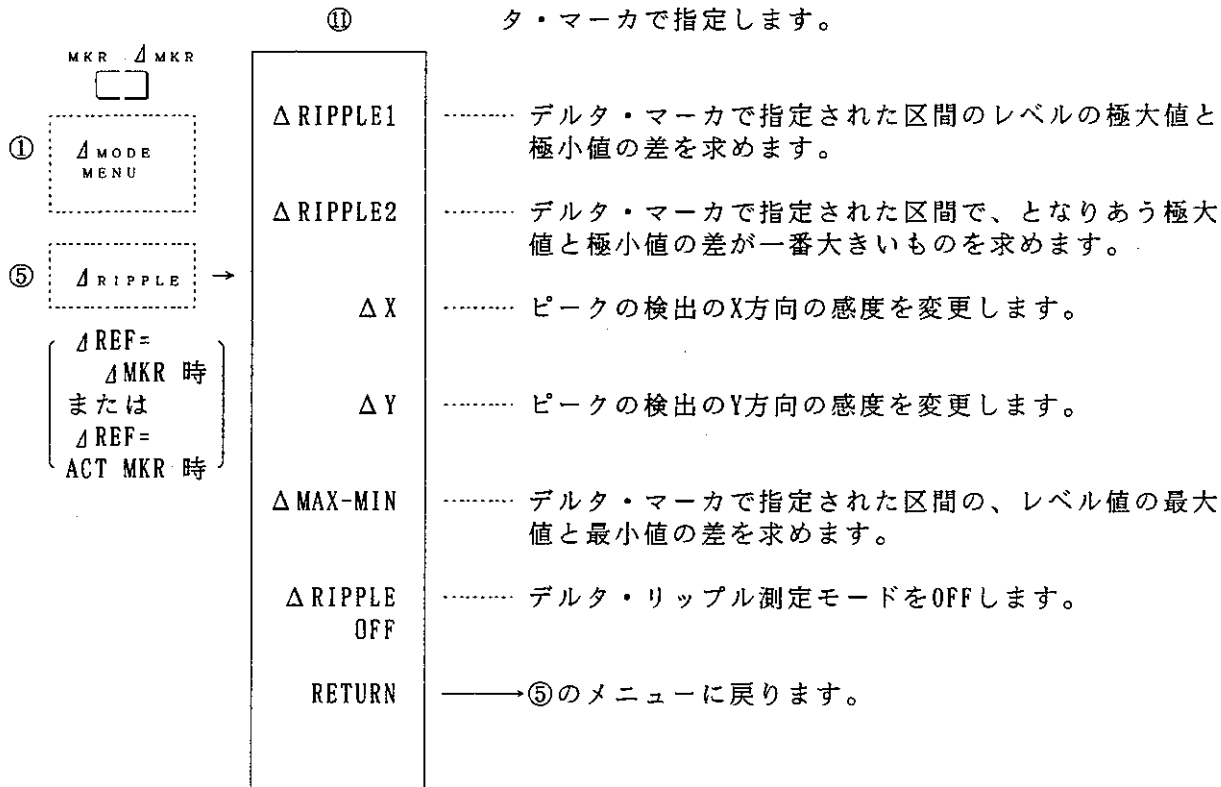 ⑪ タ・マーカで指定します。
MKR ΔMKR
① ΔMODE
MENU
⑤ ΔRIPPLE →
ΔREF=
ΔMKR 時
または
ΔREF=
ACT MKR 時
ΔRIPPLE1 ……… デルタ・マーカで指定された区間のレベルの極大値と
極小値の差を求めます。
ΔRIPPLE2 ……… デルタ・マーカで指定された区間で、となりあう極大
値と極小値の差が一番大きいものを求めます。
ΔX ……… ピークの検出のX方向の感度を変更します。
ΔY ……… ピークの検出のY方向の感度を変更します。
ΔMAX-MIN ……… デルタ・マーカで指定された区間の、レベル値の最大
値と最小値の差を求めます。
ΔRIPPLE ……… デルタ・リップル測定モードをOFFします。
OFF
RETURN ───→⑤のメニューに戻ります。